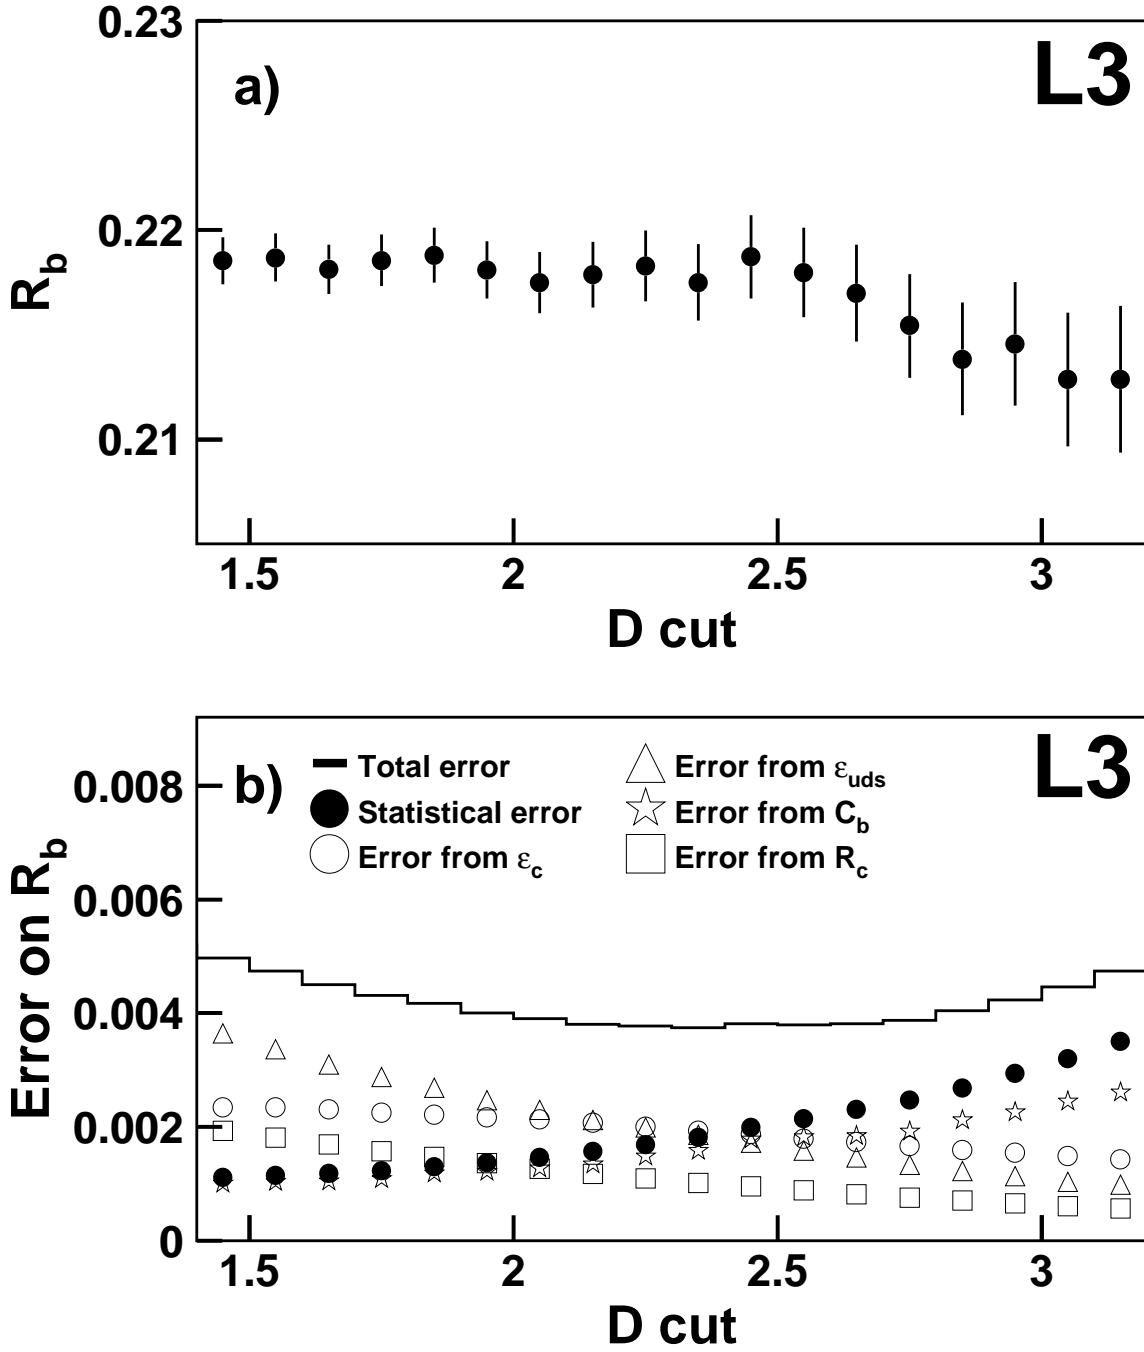 0.23
a)
L3
0.22
R_b
0.21
1.5 2 2.5 3
D cut
b)
L3
Total error
Statistical error
Error from ε_c
Error from ε_uds
Error from C_b
Error from R_c
0.008
0.006
0.004
0.002
0
Error on R_b
1.5 2 2.5 3
D cut